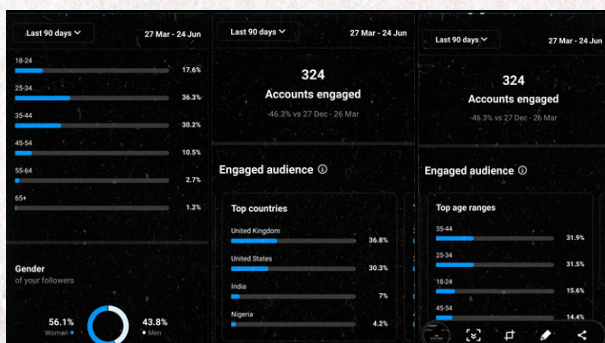 Last 90 days
27 Mar - 24 Jun
18-24
17.6%
25-34
36.3%
35-44
30.2%
45-54
10.5%
55-64
2.7%
65+
1.2%
Gender
of your followers
56.1%
Women
43.8%
Men
Last 90 days
27 Mar - 24 Jun
324
Accounts engaged
-46.3% vs 27 Dec - 26 Mar
Engaged audience
Top countries
United Kingdom
36.8%
United States
30.3%
India
7%
Nigeria
4.2%
Last 90 days
27 Mar - 24 Jun
324
Accounts engaged
-46.3% vs 27 Dec - 26 Mar
Engaged audience
Top age ranges
35-44
31.9%
25-34
31.5%
18-24
15.6%
45-54
14.4%